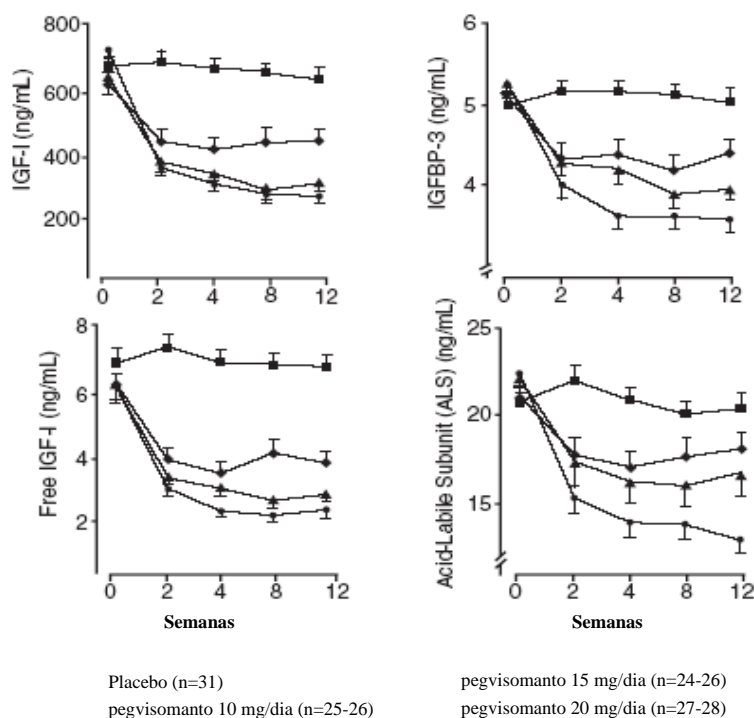 800
600
400
200
IGF-I (ng/mL)
0 2 4 8 12
6
5
4
IGFBP-3 (ng/mL)
0 2 4 8 12
8
6
4
2
Free IGF-I (ng/mL)
0 2 4 8 12
Semanas
25
20
15
Acid-Labile Subunit (ALS) (ng/mL)
0 2 4 8 12
Semanas
Placebo (n=31)
pegvisomanto 10 mg/dia (n=25-26)
pegvisomanto 15 mg/dia (n=24-26)
pegvisomanto 20 mg/dia (n=27-28)